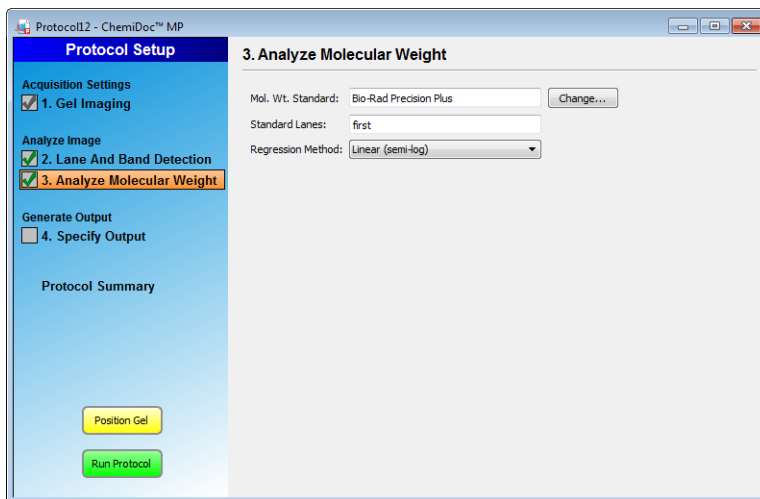 Protocol12 - ChemiDoc™ MP
Protocol Setup
Acquisition Settings
1. Gel Imaging
Analyze Image
2. Lane And Band Detection
3. Analyze Molecular Weight
Generate Output
4. Specify Output
Protocol Summary
Position Gel
Run Protocol
3. Analyze Molecular Weight
Mol. Wt. Standard: Bio-Rad Precision Plus Change...
Standard Lanes: first
Regression Method: Linear (semi-log)